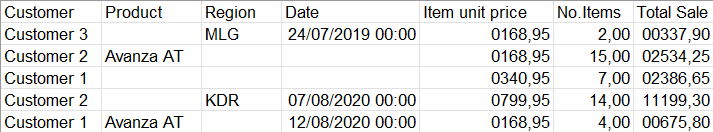 Customer Product Region Date Item unit price No.Items Total Sale
Customer 3 MLG 24/07/2019 00:00 0168,95 2,00 00337,90
Customer 2 Avanza AT 0168,95 15,00 02534,25
Customer 1 0340,95 7,00 02386,65
Customer 2 KDR 07/08/2020 00:00 0799,95 14,00 11199,30
Customer 1 Avanza AT 12/08/2020 00:00 0168,95 4,00 00675,80